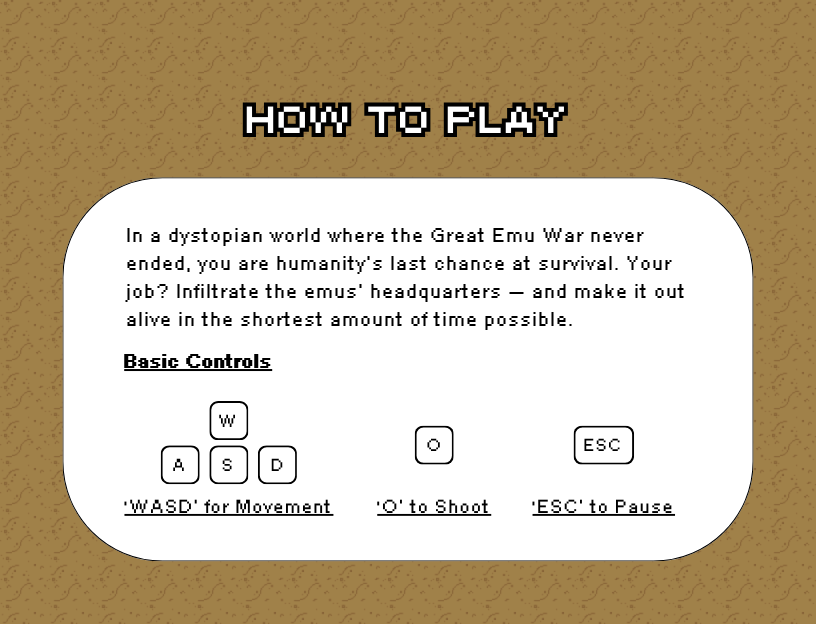 HOW TO PLAY
In a dystopian world where the Great Emu War never
ended, you are humanity's last chance at survival. Your
job? Infiltrate the emus' headquarters — and make it out
alive in the shortest amount of time possible.
Basic Controls
W
A S D
O
ESC
'WASD' for Movement
'O' to Shoot
'ESC' to Pause